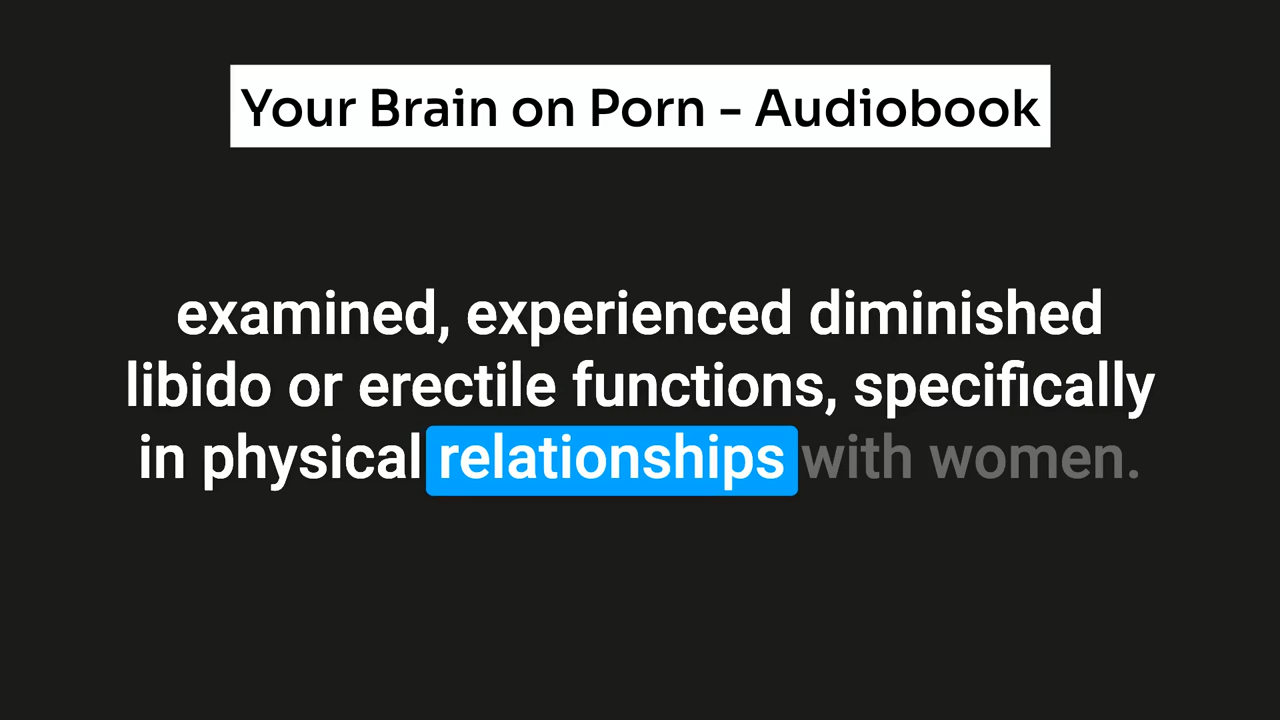 Your Brain on Porn - Audiobook
examined, experienced diminished
libido or erectile functions, specifically
in physical relationships with women.